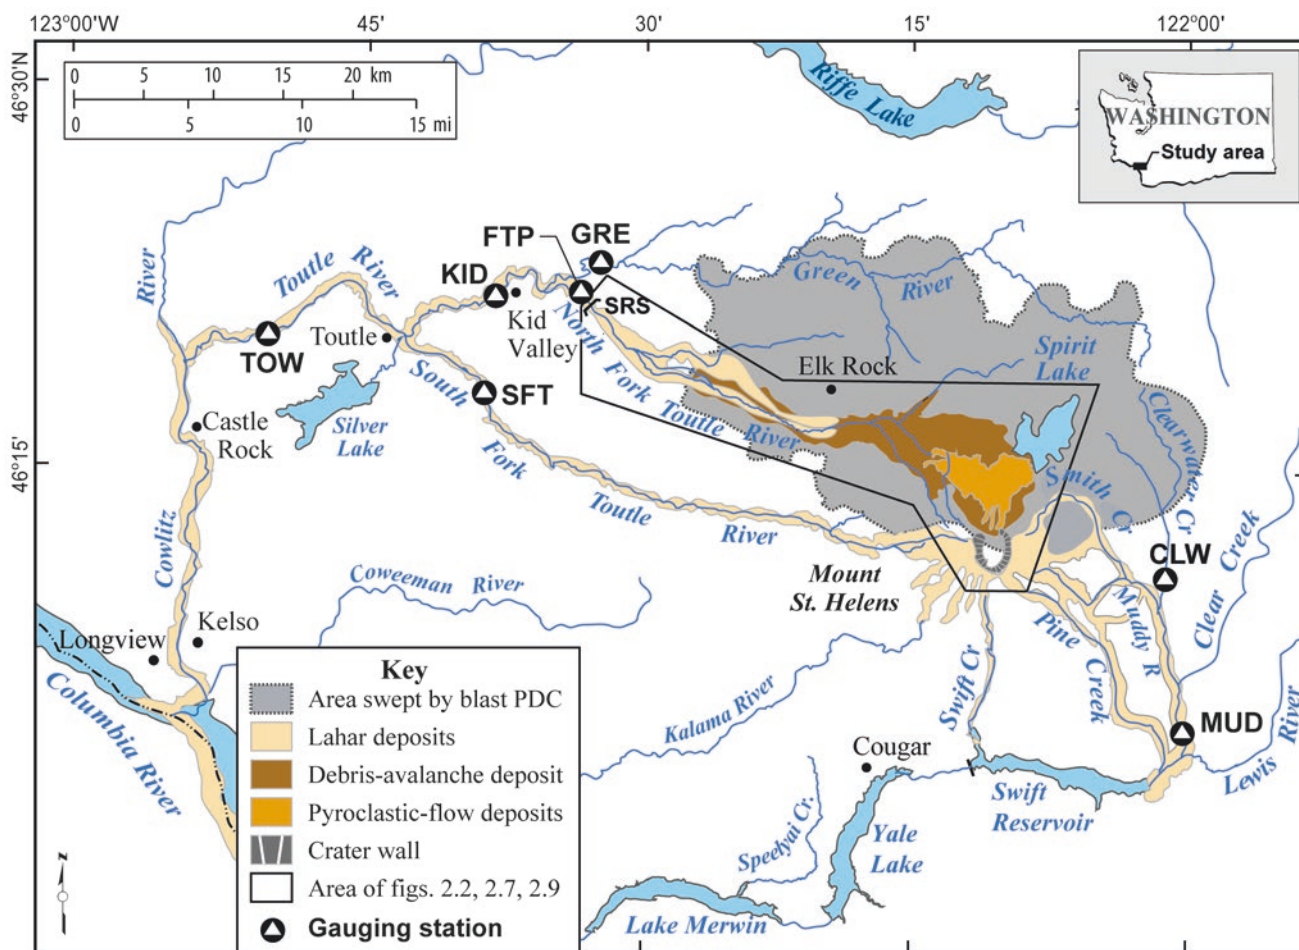 123°00'W 45' 30' 15' 122°00'
46°30'N
46°15'
0 5 10 15 20 km
0 5 10 15 mi
WASHINGTON
Study area
Riffe Lake
River
Toutle River
FTP
GRE
KID
SRS
Kid
Valley
TOW
Toutle
Silver
Lake
Castle
Rock
SFT
Green River
Elk Rock
Spirit
Lake
North Fork Toutle River
South Fork Toutle River
Smith Cr
Clearwater Cr
Clear Creek
CLW
Mount
St. Helens
Muddy R
Pine Creek
Swift Cr
MUD
Lewis River
Cowlitz
Coweeman River
Kelso
Longview
Columbia River
Kalama River
Cougar
Swift
Reservoir
Yale
Lake
Speelyai Cr.
Lake Merwin
Key
Area swept by blast PDC
Lahar deposits
Debris-avalanche deposit
Pyroclastic-flow deposits
Crater wall
Area of figs. 2.2, 2.7, 2.9
Gauging station
N